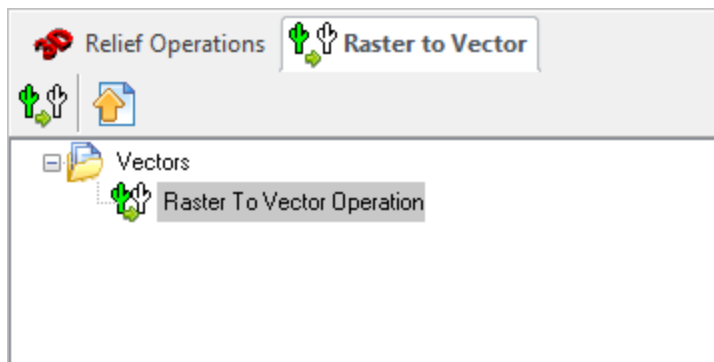 Relief Operations Raster to Vector
Vectors
Raster To Vector Operation